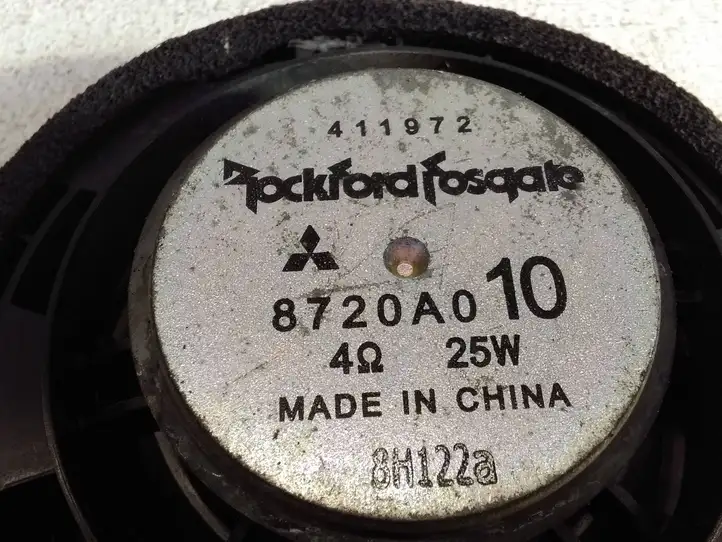 411972
Rockford Fosgate
8720A010
4Ω 25W
MADE IN CHINA
8H122a